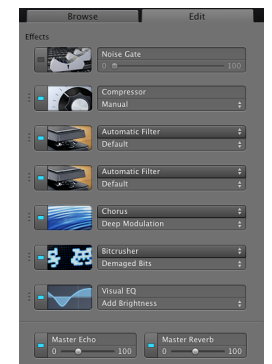 Browse
Edit
Effects
Noise Gate
0
100
Compressor
Manual
Automatic Filter
Default
Automatic Filter
Default
Chorus
Deep Modulation
Bitcrusher
Demaged Bits
Visual EQ
Add Brightness
Master Echo
0
100
Master Reverb
0
100